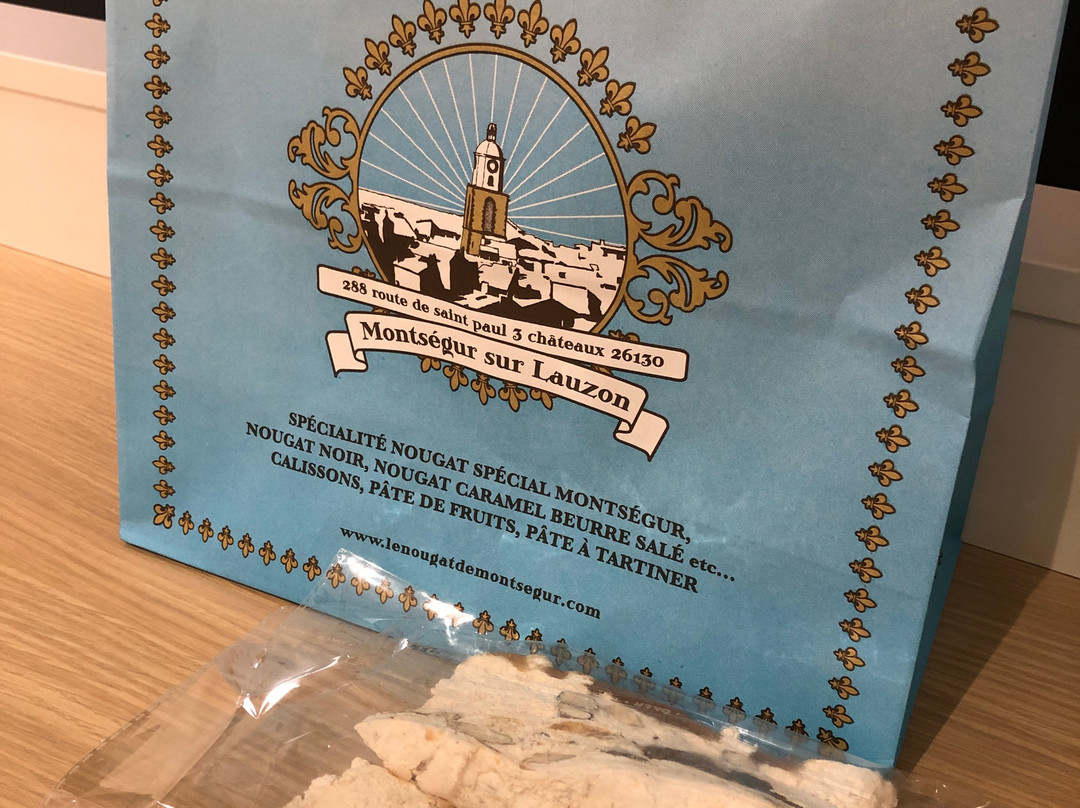 288 route de saint paul 3 châteaux 26130
Montségur sur Lauzon
SPÉCIALITÉ NOUGAT SPÉCIAL MONTSÉGUR,
NOUGAT NOIR, NOUGAT CARAMEL BEURRE SALÉ etc...
CALISSONS, PÂTE DE FRUITS, PÂTE À TARTINER
www.lenougatdemontsegur.com